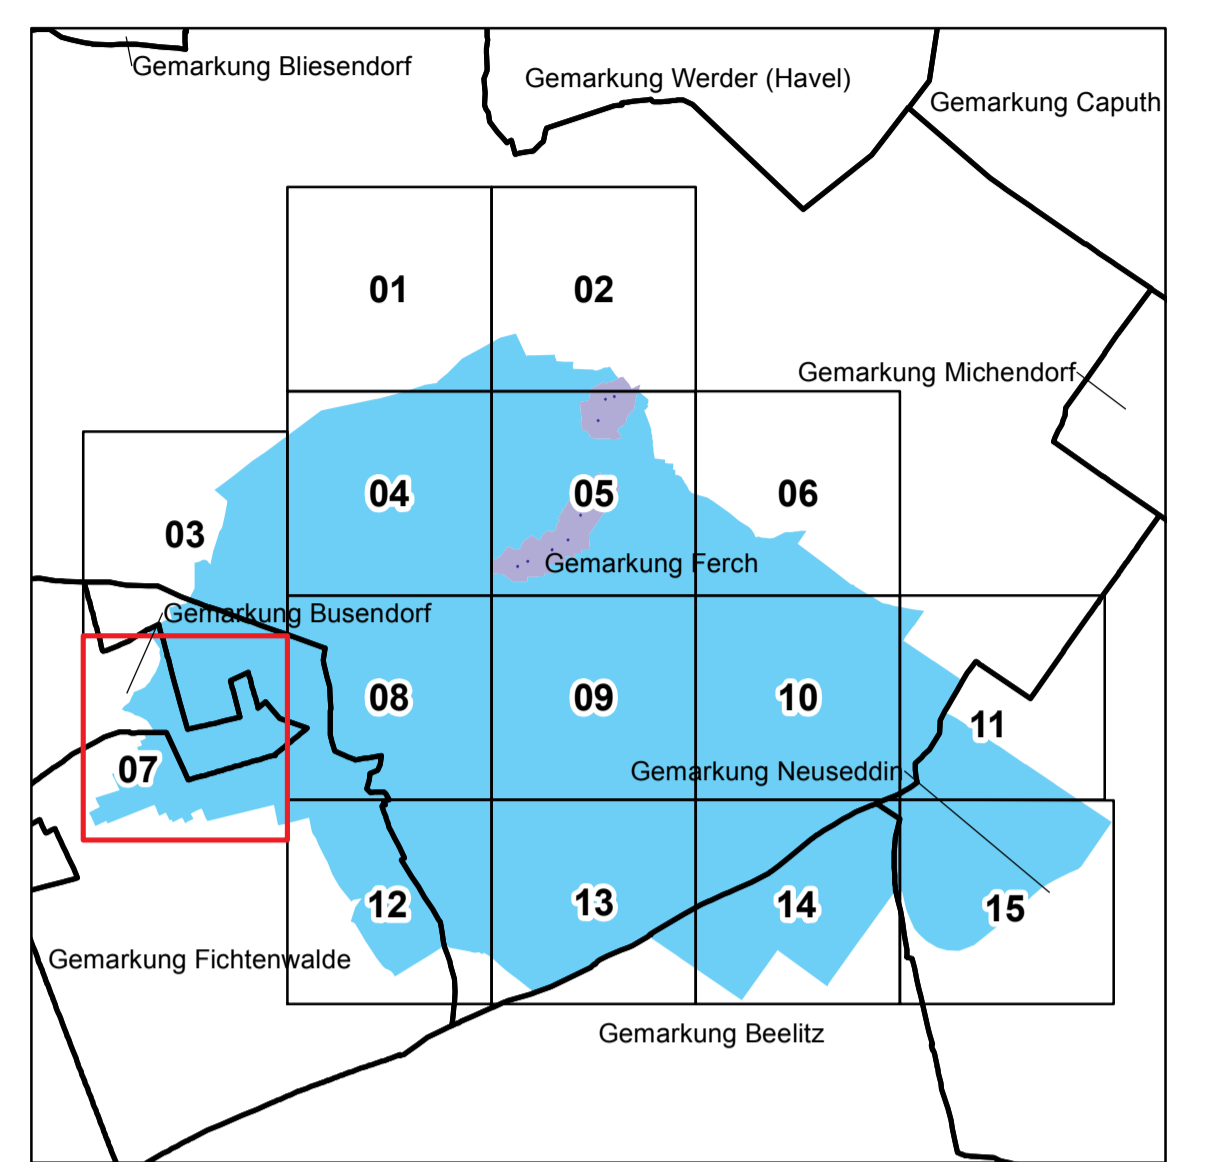 Gemarkung Bliesendorf
Gemarkung Werder (Havel)
Gemarkung Caputh
01
02
Gemarkung Michendorf
04
05
06
03
Gemarkung Ferch
Gemarkung Busendorf
08
09
10
11
07
Gemarkung Neuseddin
12
13
14
15
Gemarkung Fichtenwalde
Gemarkung Beelitz